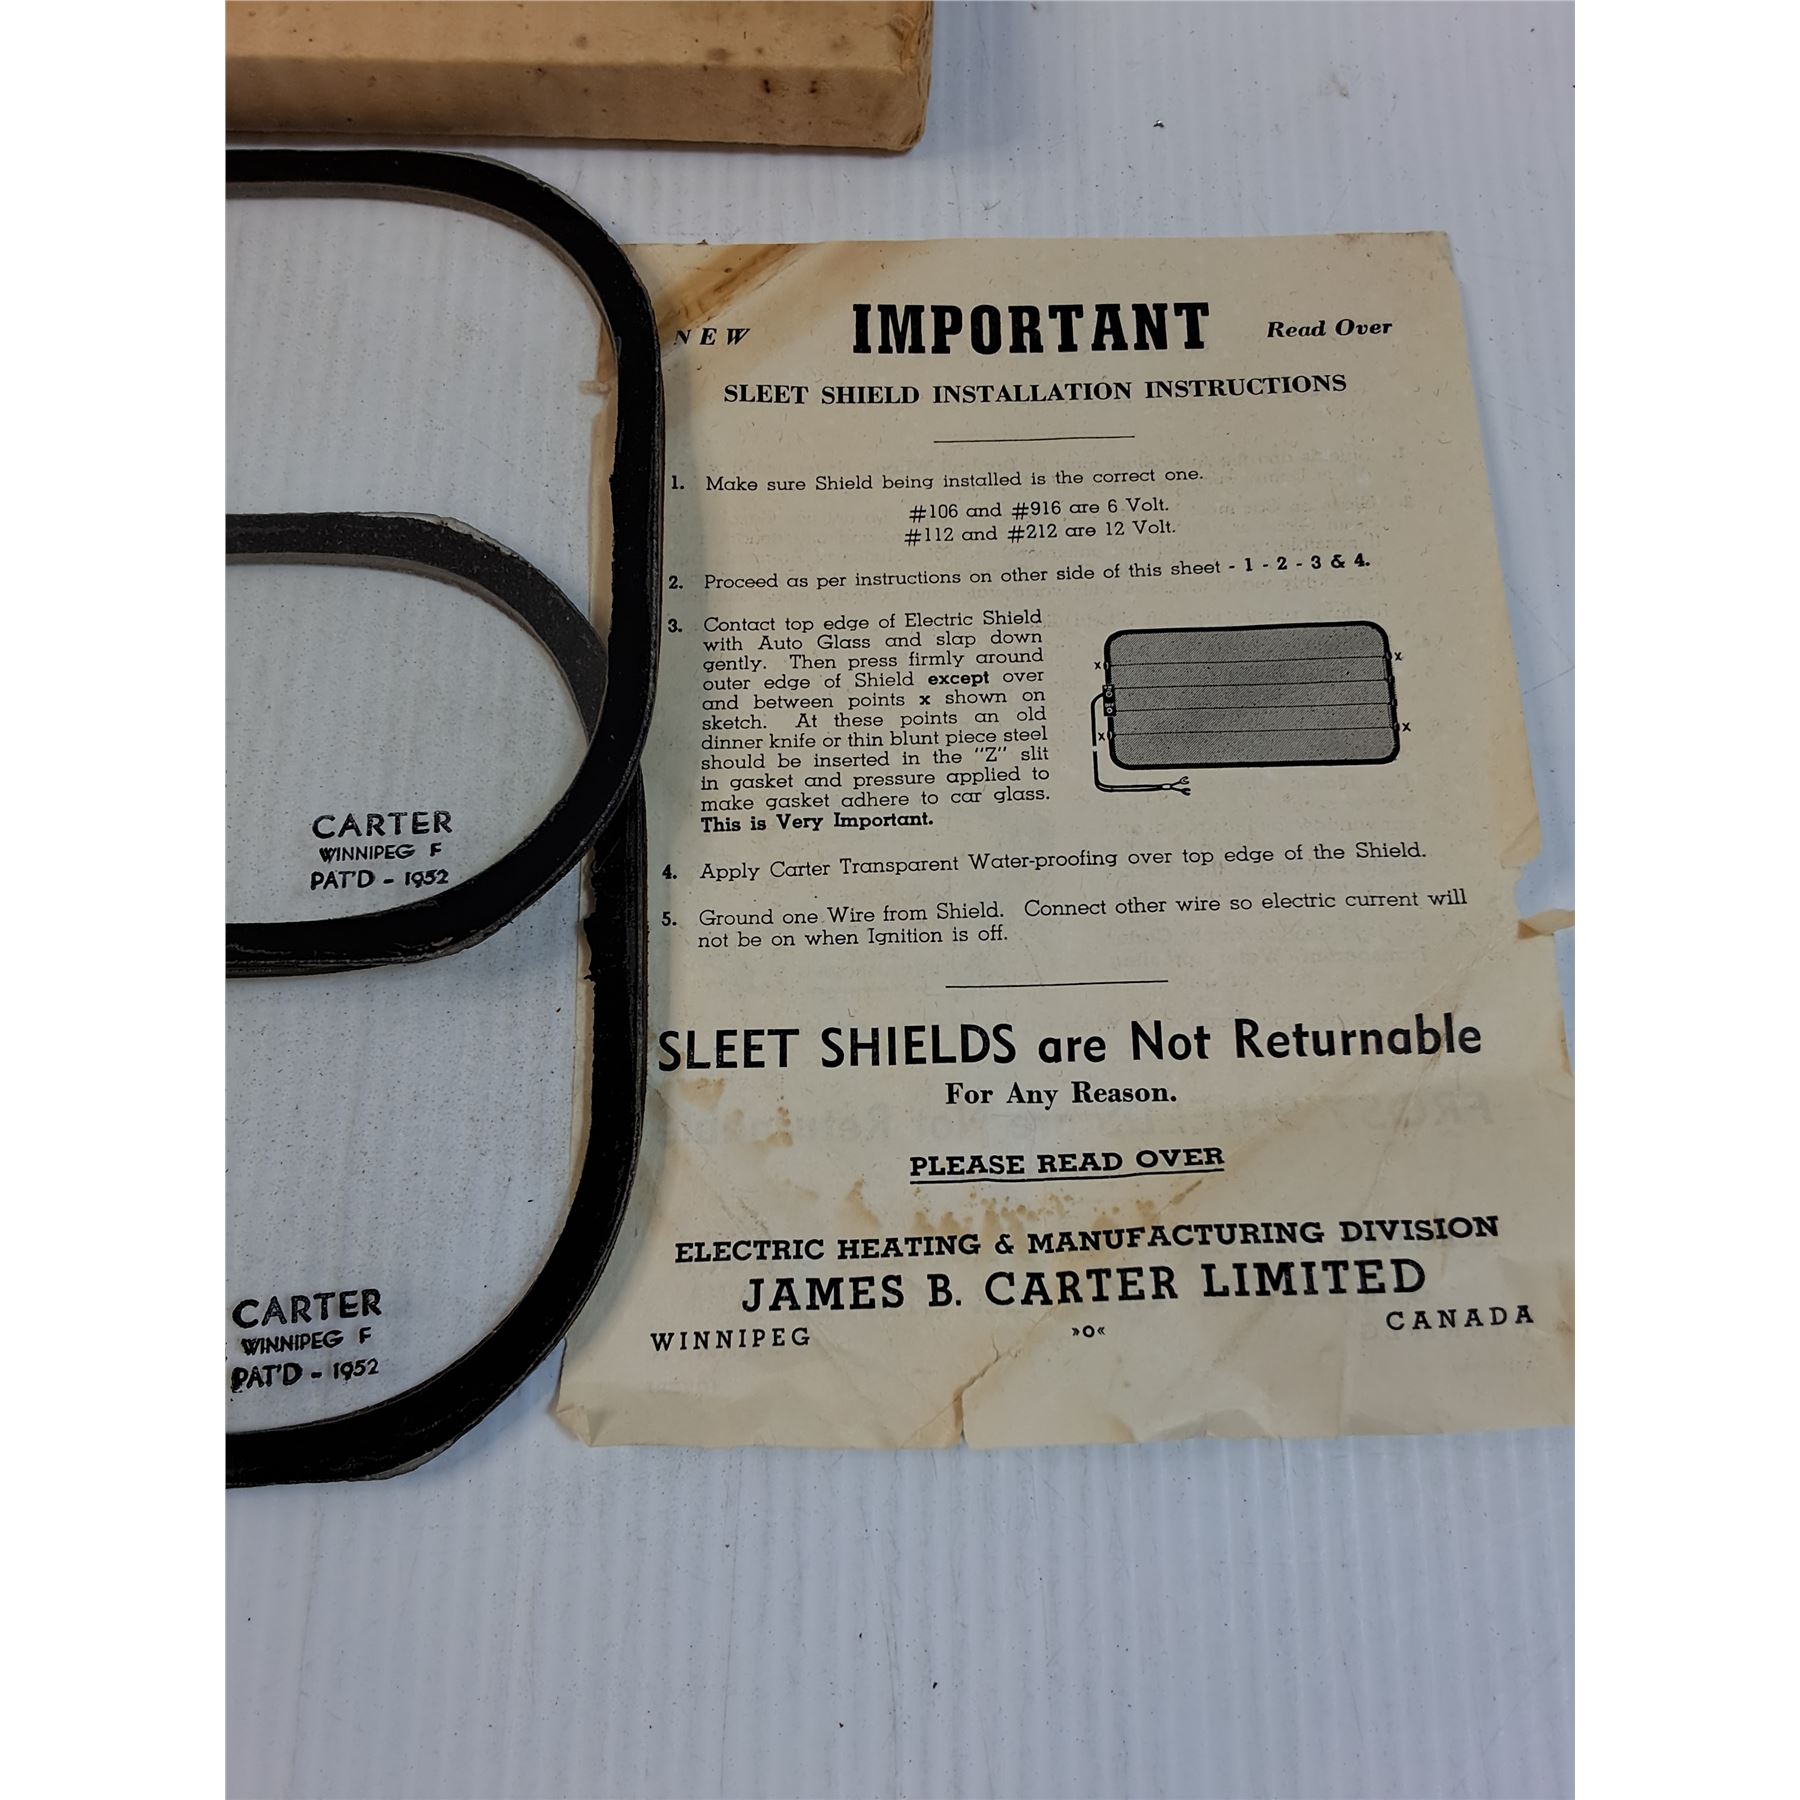 NEW IMPORTANT Read Over
SLEET SHIELD INSTALLATION INSTRUCTIONS
1. Make sure Shield being installed is the correct one.
#106 and #916 are 6 Volt.
#112 and #212 are 12 Volt.
2. Proceed as per instructions on other side of this sheet - 1 - 2 - 3 & 4.
3. Contact top edge of Electric Shield
with Auto Glass and slap down
gently. Then press firmly around
outer edge of Shield except over
and between points x shown on
sketch. At these points an old
dinner knife or thin blunt piece steel
should be inserted in the "Z" slit
in gasket and pressure applied to
make gasket adhere to car glass.
This is Very Important.
x x
x x
4. Apply Carter Transparent Water-proofing over top edge of the Shield.
5. Ground one Wire from Shield. Connect other wire so electric current will
not be on when Ignition is off.
SLEET SHIELDS are Not Returnable
For Any Reason.
PLEASE READ OVER
ELECTRIC HEATING & MANUFACTURING DIVISION
JAMES B. CARTER LIMITED
WINNIPEG »o« CANADA
CARTER
WINNIPEG F
PAT'D - 1952
CARTER
WINNIPEG F
PAT'D - 1952